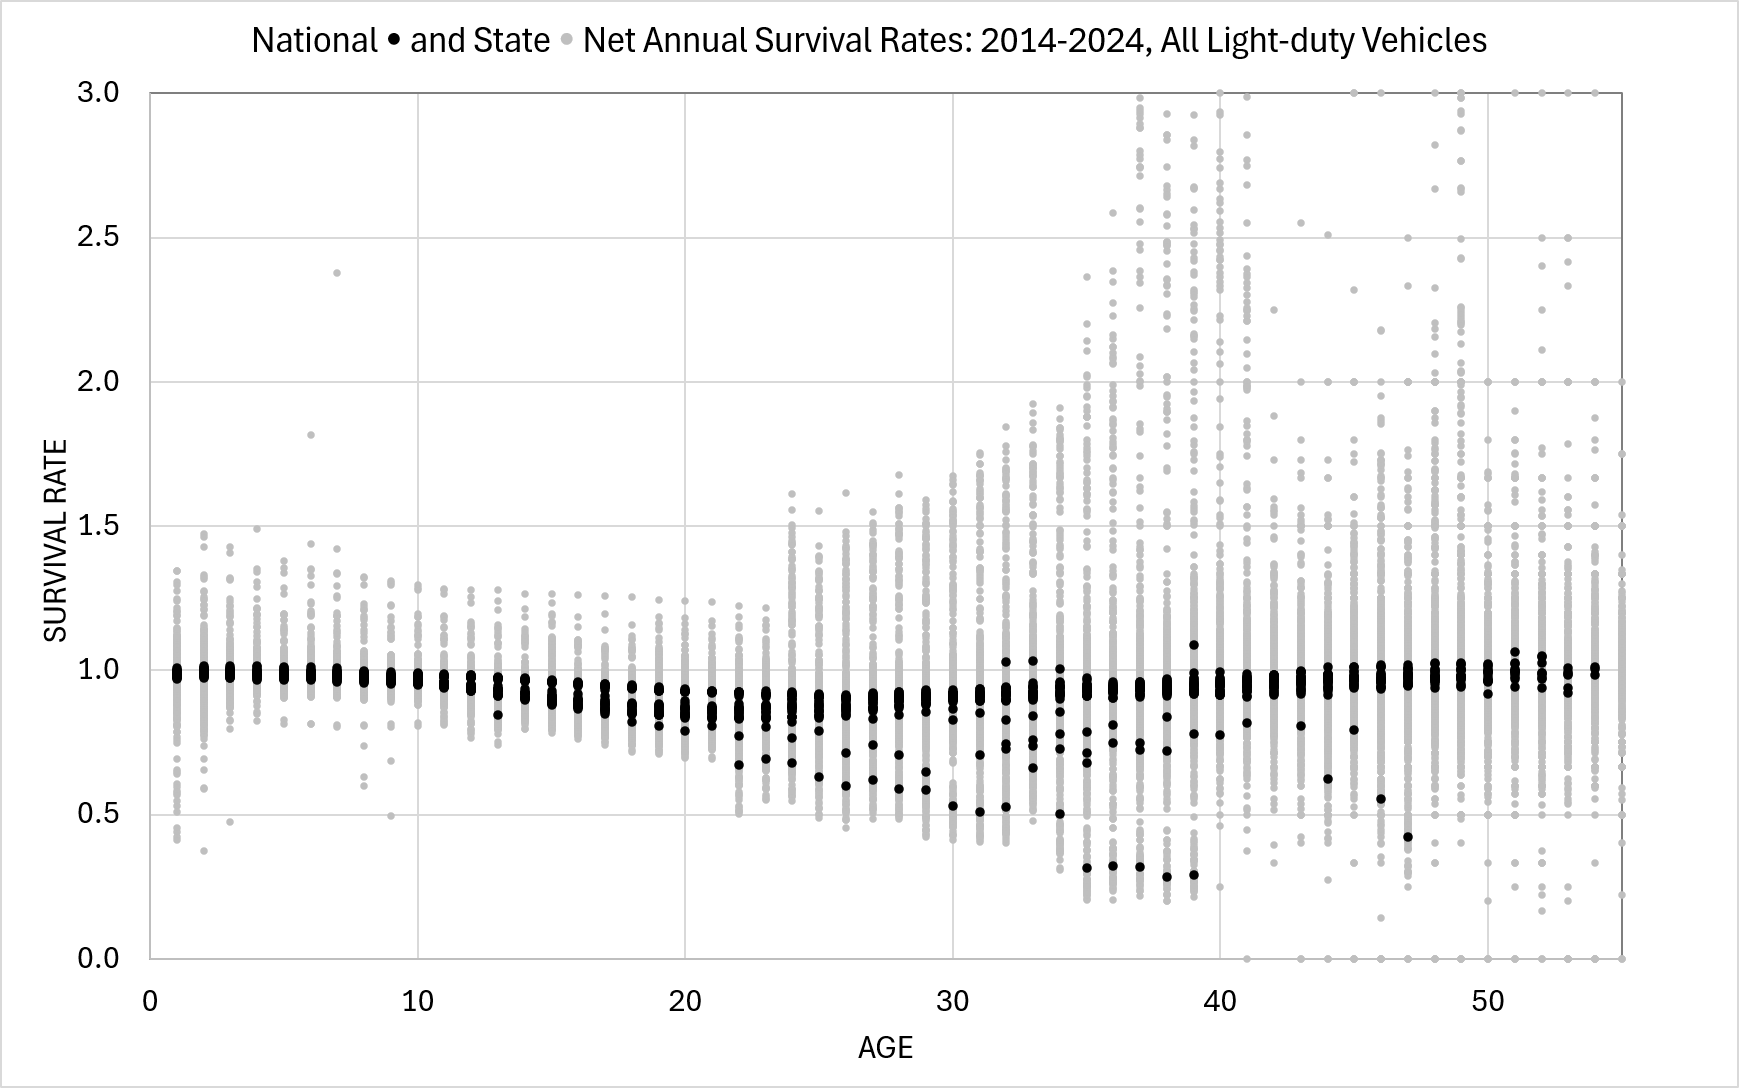 National ● and State ● Net Annual Survival Rates: 2014-2024, All Light-duty Vehicles
3.0
2.5
2.0
1.5
1.0
0.5
0.0
SURVIVAL RATE
0 10 20 30 40 50
AGE